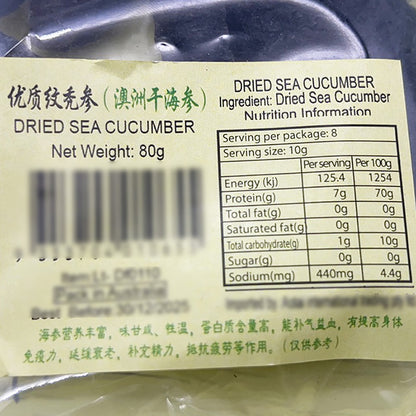 优质纹秃参（澳洲干海参）
DRIED SEA CUCUMBER
Net Weight: 80g
Item Lt- Df0110
Pack in Australia
Best Before 30/12/2025
DRIED SEA CUCUMBER
Ingredient: Dried Sea Cucumber
Nutrition Information
Serving per package: 8
Serving size: 10g
Per serving Per 100g
Energy (kj) 125.4 1254
Protein(g) 7g 70g
Total fat(g) 0g 0g
Saturated fat(g) 0g 0g
Total carbohydrate(g) 1g 10g
Sugar(g) 0g 0g
Sodium(mg) 440mg 4.4g
海参营养丰富，味甘咸、性温，蛋白质含量高，能补气益血，有提高身体
免疫力，延缓衰老，补充精力，抵抗疲劳等作用。（仅供参考）